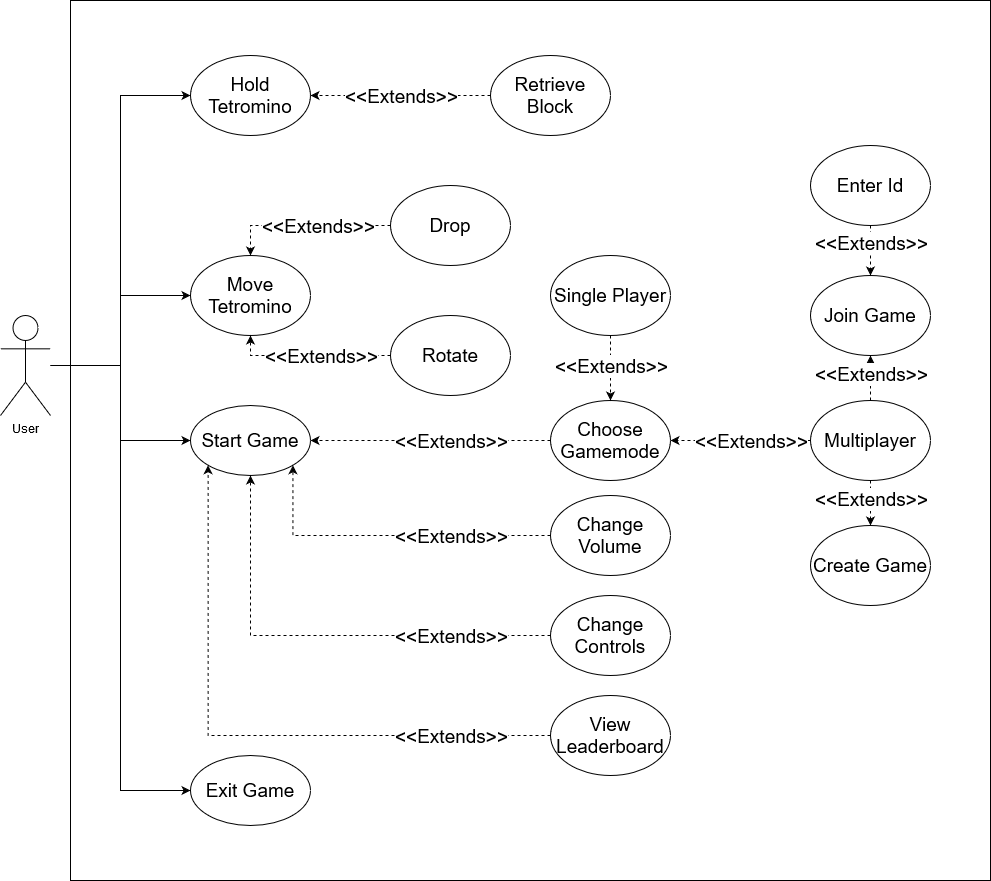 Hold
Tetromino
<<Extends>>
Retrieve
Block
Enter Id
<<Extends>>
<<Extends>>
Drop
Move
Tetromino
Single Player
Join Game
<<Extends>>
Rotate
<<Extends>>
<<Extends>>
User
Start Game
<<Extends>>
Choose
Gamemode
<<Extends>>
Multiplayer
<<Extends>>
<<Extends>>
Change
Volume
Create Game
<<Extends>>
Change
Controls
<<Extends>>
View
Leaderboard
Exit Game